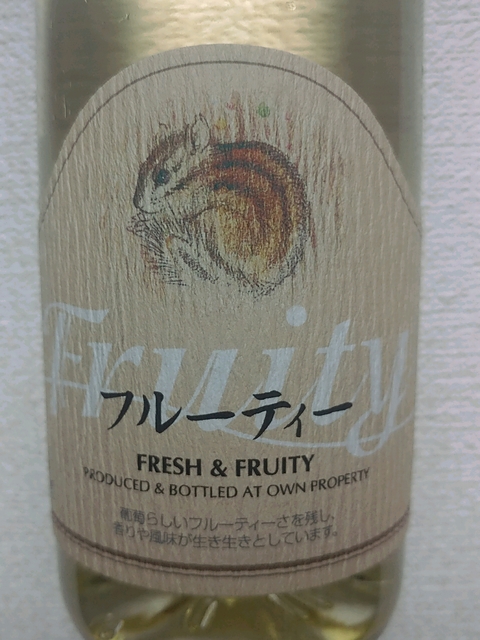 Fruity
フルーティー
FRESH & FRUITY
PRODUCED & BOTTLED AT OWN PROPERTY
葡萄らしいフルーティーさを残し、
香りや風味が生き生きとしています。